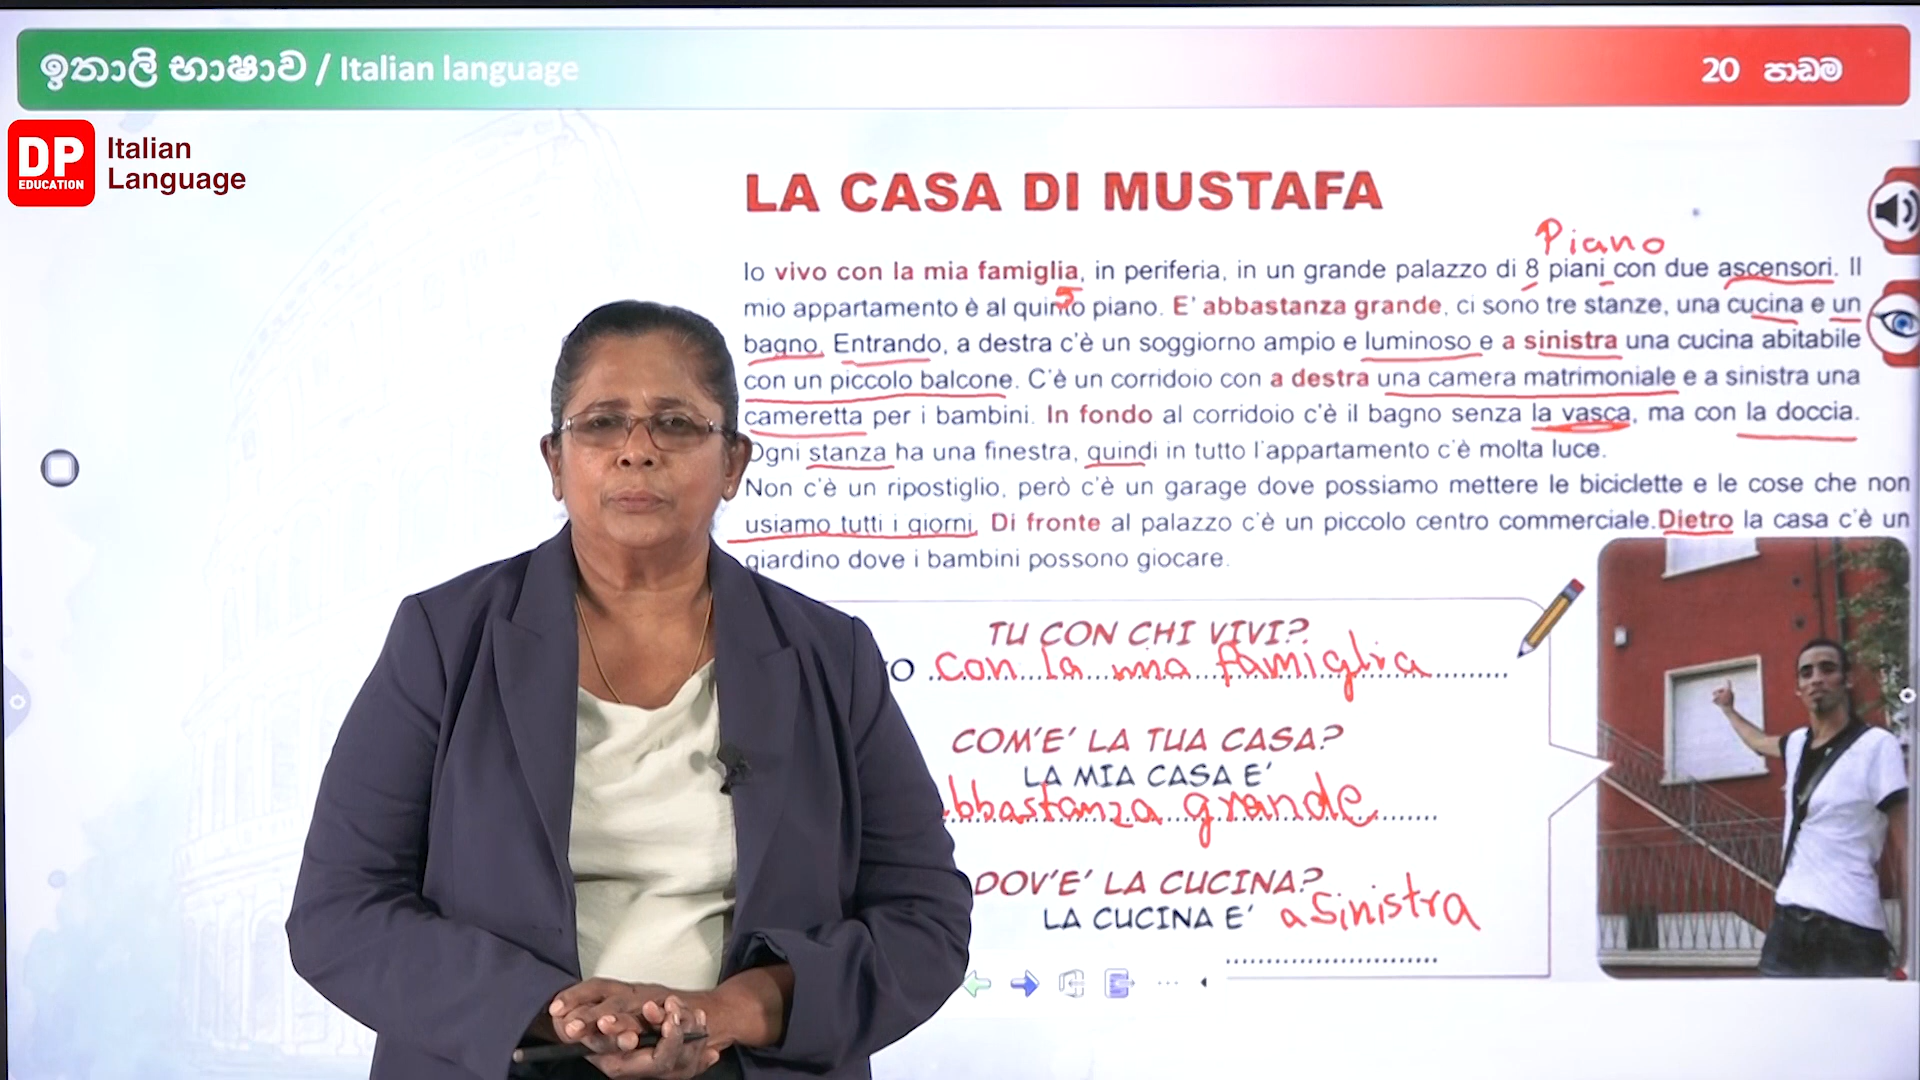 ඉතාලි භාෂාව / Italian language
20 පාඩම
DP
EDUCATION
Italian
Language
LA CASA DI MUSTAFA
Piano
Io vivo con la mia famiglia, in periferia, in un grande palazzo di 8 piani con due ascensori. Il
5
mio appartamento è al quinto piano. E' abbastanza grande, ci sono tre stanze, una cucina e un
bagno. Entrando, a destra c'è un soggiorno ampio e luminoso e a sinistra una cucina abitabile
con un piccolo balcone. C'è un corridoio con a destra una camera matrimoniale e a sinistra una
cameretta per i bambini. In fondo al corridoio c'è il bagno senza la vasca, ma con la doccia.
Ogni stanza ha una finestra, quindi in tutto l'appartamento c'è molta luce.
Non c'è un ripostiglio, però c'è un garage dove possiamo mettere le biciclette e le cose che non
usiamo tutti i giorni. Di fronte al palazzo c'è un piccolo centro commerciale. Dietro la casa c'è un
giardino dove i bambini possono giocare.
TU CON CHI VIVI?
VO con la mia famiglia
COM'E' LA TUA CASA?
LA MIA CASA E'
bbastanza grande
DOV'E' LA CUCINA?
LA CUCINA E' a sinistra